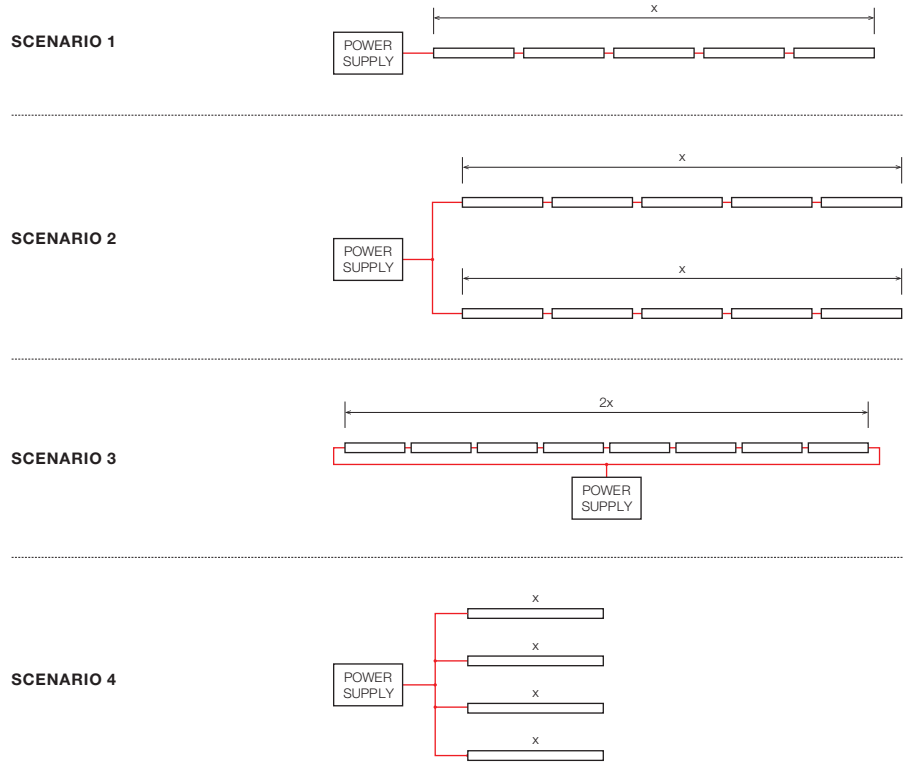 x
SCENARIO 1
POWER
SUPPLY
x
SCENARIO 2
POWER
SUPPLY
x
2x
SCENARIO 3
POWER
SUPPLY
x
x
SCENARIO 4
POWER
SUPPLY
x
x